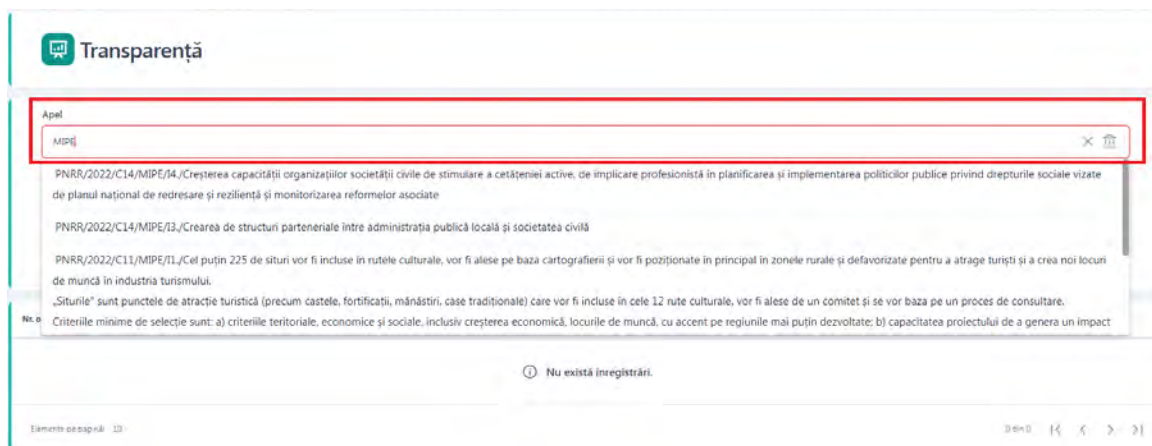 Transparență
Apel
MIPE
PNRR/2022/C14/MIPE/I4./Creșterea capacității organizațiilor societății civile de stimulare a cetățeniei active, de implicare profesionistă în planificarea și implementarea politicilor publice privind drepturile sociale vizate
de planul național de redresare și reziliență și monitorizarea reformelor asociate
PNRR/2022/C14/MIPE/I3./Crearea de structuri parteneriale între administrația publică locală și societatea civilă
PNRR/2022/C11/MIPE/I1./Cel puțin 225 de situri vor fi incluse în rutele culturale, vor fi alese pe baza cartografierii și vor fi poziționate în principal în zonele rurale și defavorizate pentru a atrage turiști și a crea noi locuri
de muncă în industria turismului.
„Siturile" sunt punctele de atracție turistică (precum castele, fortificații, mănăstiri, case tradiționale) care vor fi incluse în cele 12 rute culturale, vor fi alese de un comitet și se vor baza pe un proces de consultare.
Nr. o
Criteriile minime de selecție sunt: a) criteriile teritoriale, economice și sociale, inclusiv creșterea economică, locurile de muncă, cu accent pe regiunile mai puțin dezvoltate; b) capacitatea proiectului de a genera un impact
Nu există înregistrări.
Elemente pe pagină 10
0 din 0